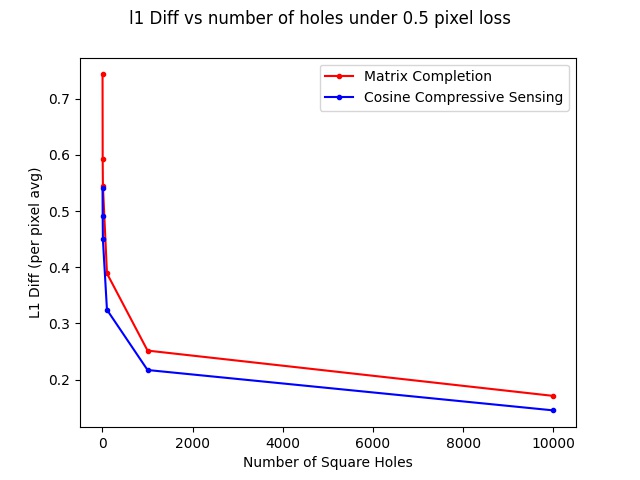 l1 Diff vs number of holes under 0.5 pixel loss
Matrix Completion
Cosine Compressive Sensing
L1 Diff (per pixel avg)
0.7
0.6
0.5
0.4
0.3
0.2
0 2000 4000 6000 8000 10000
Number of Square Holes